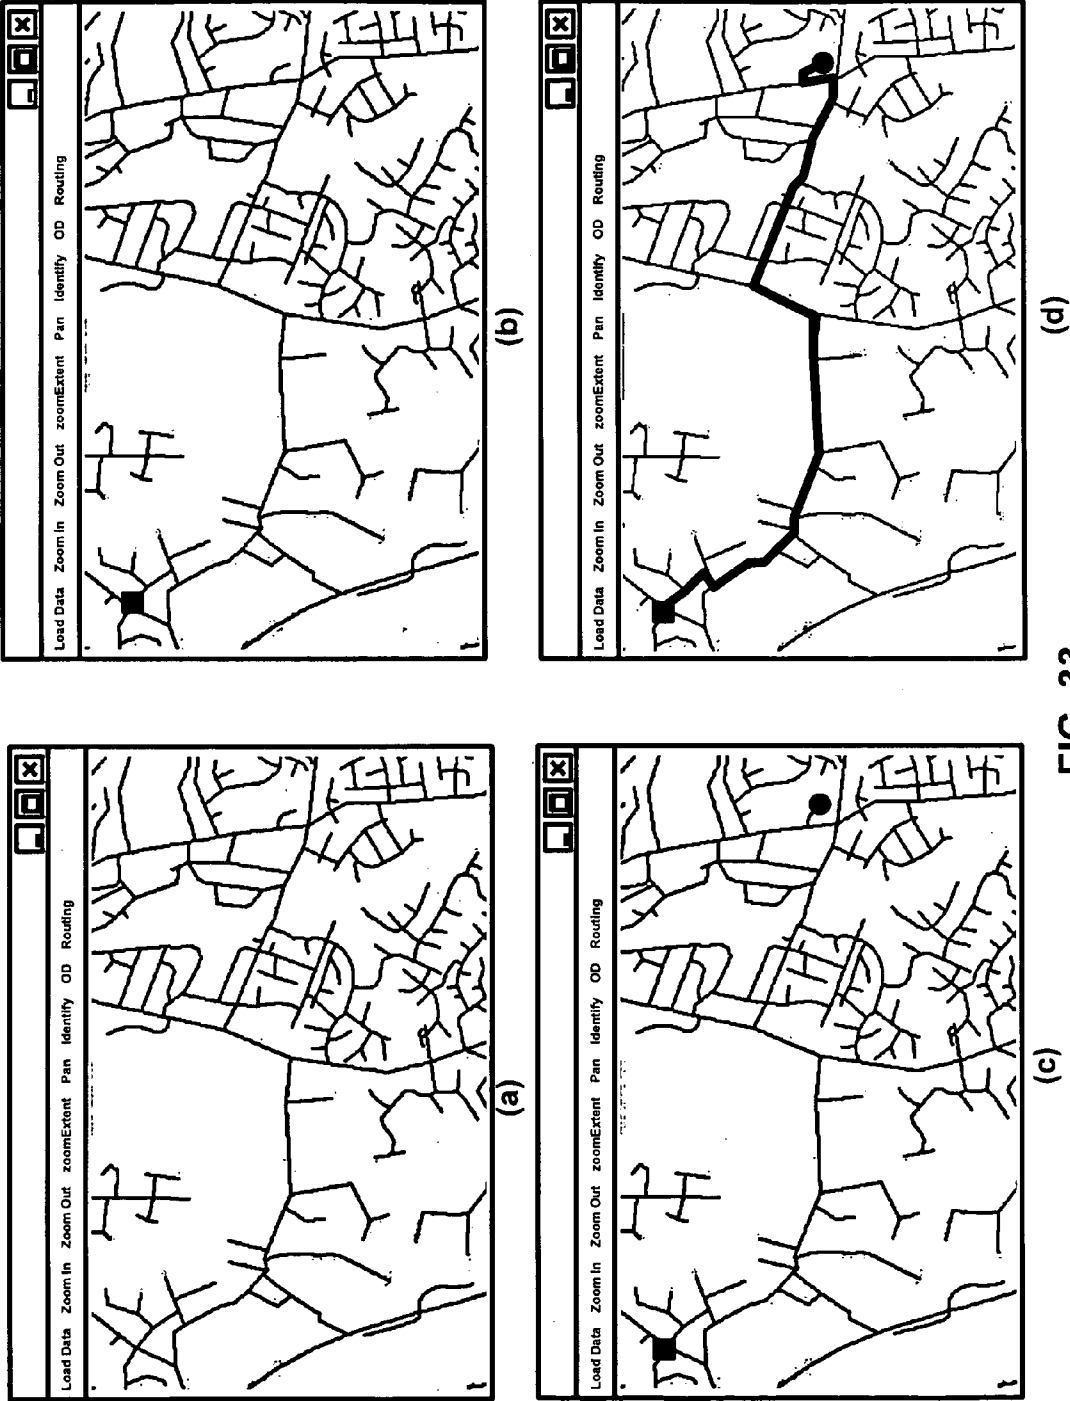 Load Data Zoom In Zoom Out zoomExtent Pan Identify OD Routing
(a)
Load Data Zoom In Zoom Out zoomExtent Pan Identify OD Routing
(b)
Load Data Zoom In Zoom Out zoomExtent Pan Identify OD Routing
(c)
Load Data Zoom In Zoom Out zoomExtent Pan Identify OD Routing
(d)